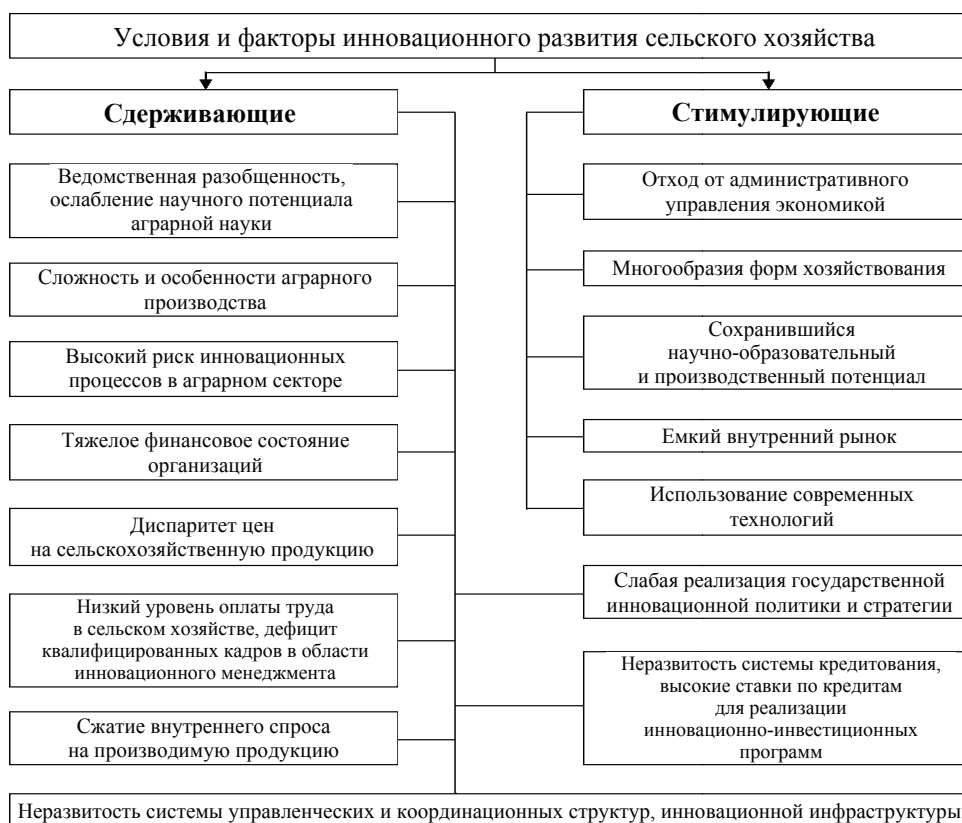 Условия и факторы инновационного развития сельского хозяйства
Сдерживающие
Ведомственная разобщенность,
ослабление научного потенциала
аграрной науки
Сложность и особенности аграрного
производства
Высокий риск инновационных
процессов в аграрном секторе
Тяжелое финансовое состояние
организаций
Диспаритет цен
на сельскохозяйственную продукцию
Низкий уровень оплаты труда
в сельском хозяйстве, дефицит
квалифицированных кадров в области
инновационного менеджмента
Сжатие внутреннего спроса
на производимую продукцию
Стимулирующие
Отход от административного
управления экономикой
Многообразия форм хозяйствования
Сохранившийся
научно-образовательный
и производственный потенциал
Емкий внутренний рынок
Использование современных
технологий
Слабая реализация государственной
инновационной политики и стратегии
Неразвитость системы кредитования,
высокие ставки по кредитам
для реализации
инновационно-инвестиционных
программ
Неразвитость системы управленческих и координационных структур, инновационной инфраструктуры